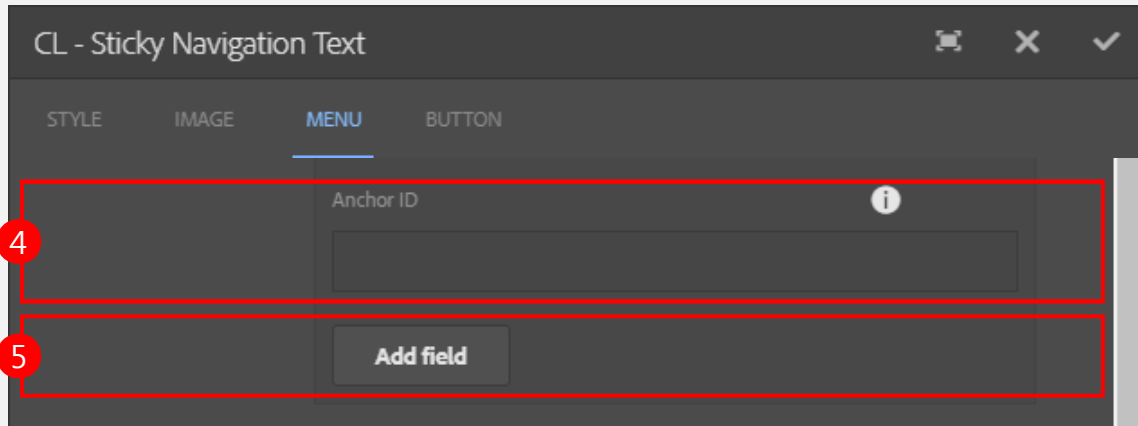 CL - Sticky Navigation Text
STYLE IMAGE MENU BUTTON
Anchor ID
4
5
Add field